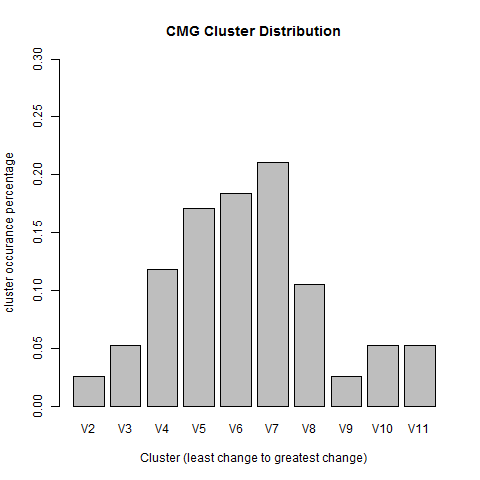 CMG Cluster Distribution
cluster occurance percentage
0.30
0.25
0.20
0.15
0.10
0.05
0.00
V2 V3 V4 V5 V6 V7 V8 V9 V10 V11
Cluster (least change to greatest change)